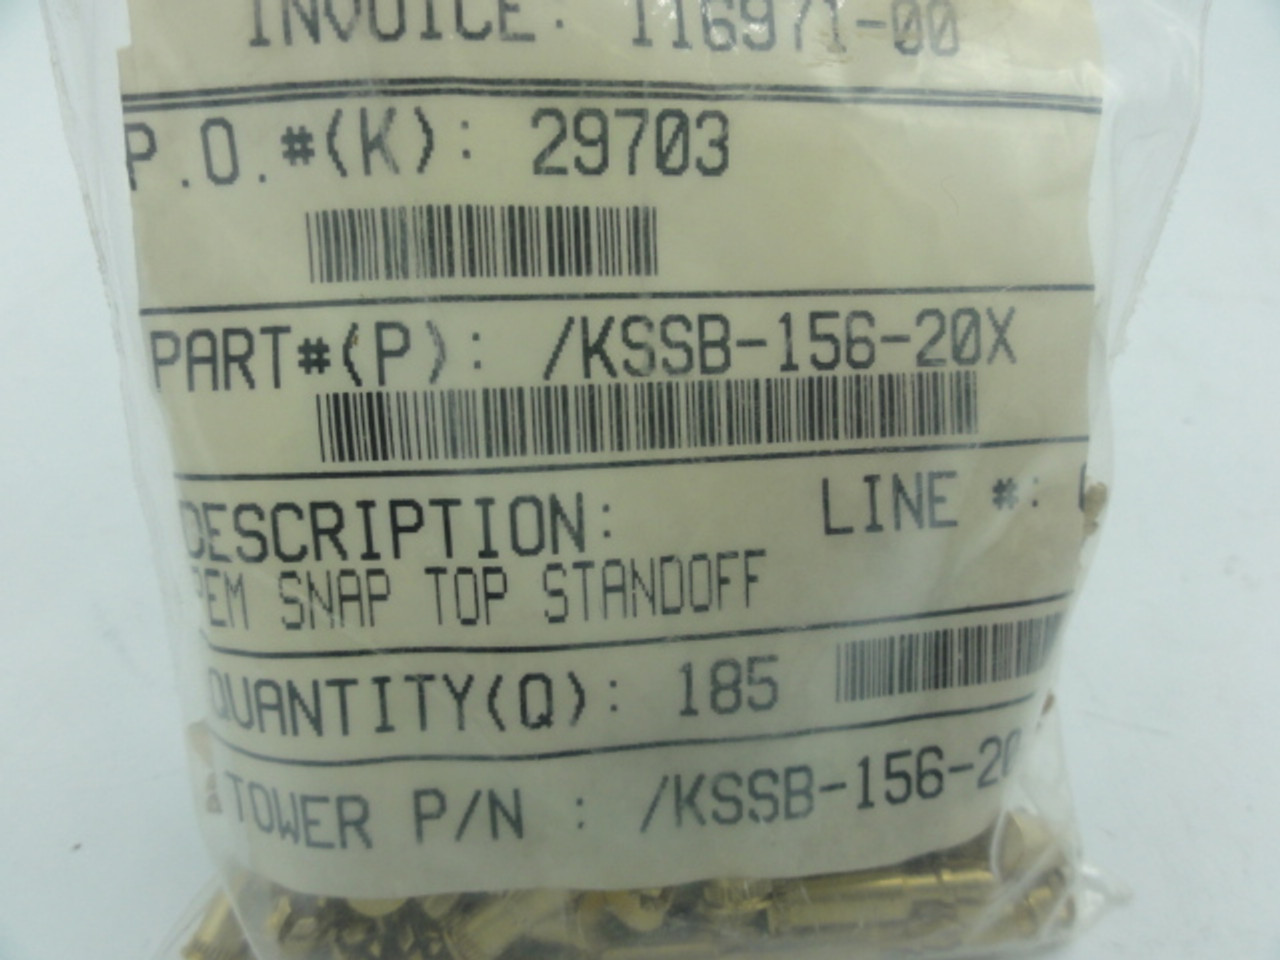 INVOICE: 116971-00
P.O.#(K): 29703
PART#(P): /KSSB-156-20X
DESCRIPTION: LINE #:
PEM SNAP TOP STANDOFF
QUANTITY(Q): 185
TOWER P/N : /KSSB-156-20